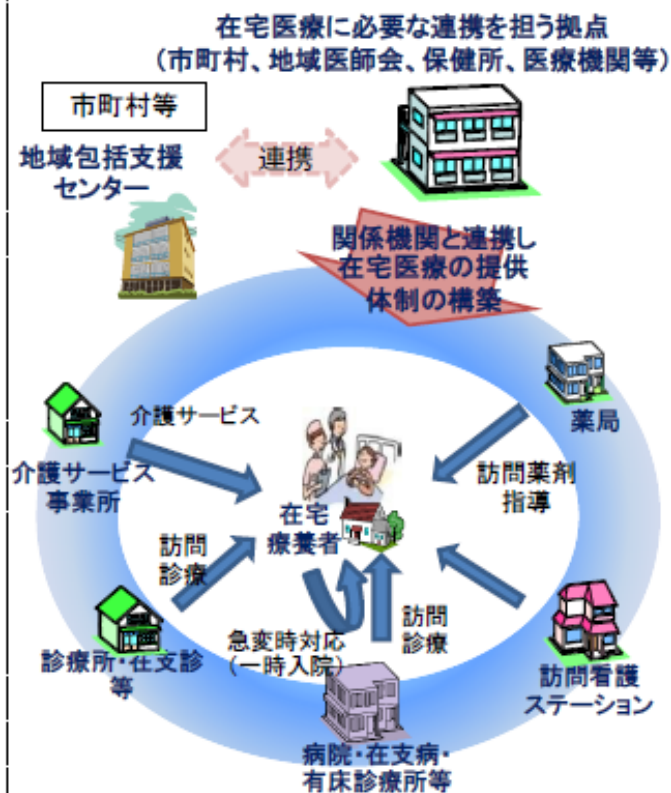 在宅医療に必要な連携を担う拠点
(市町村、地域医師会、保健所、医療機関等)
市町村等
地域包括支援
センター
連携
関係機関と連携し
在宅医療の提供
体制の構築
薬局
介護サービス
介護サービス
事業所
訪問薬剤
指導
在宅
療養者
訪問
診療
診療所・在支診
等
急変時対応
(一時入院)
訪問
診療
訪問看護
ステーション
病院・在支病・
有床診療所等